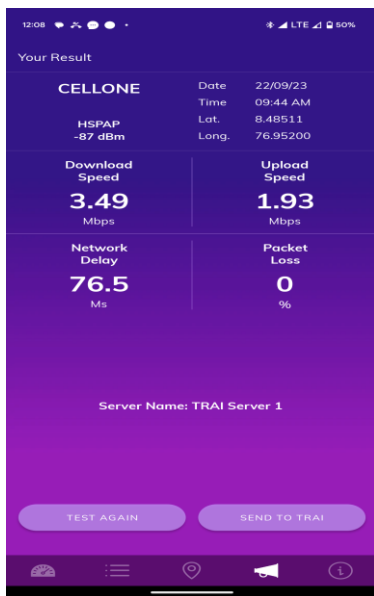 12:08 LTE 50%
Your Result
CELLONE
HSPAP
-87 dBm
Date 22/09/23
Time 09:44 AM
Lat. 8.48511
Long. 76.95200
Download
Speed
3.49
Mbps
Upload
Speed
1.93
Mbps
Network
Delay
76.5
Ms
Packet
Loss
0
%
Server Name: TRAI Server 1
TEST AGAIN
SEND TO TRAI